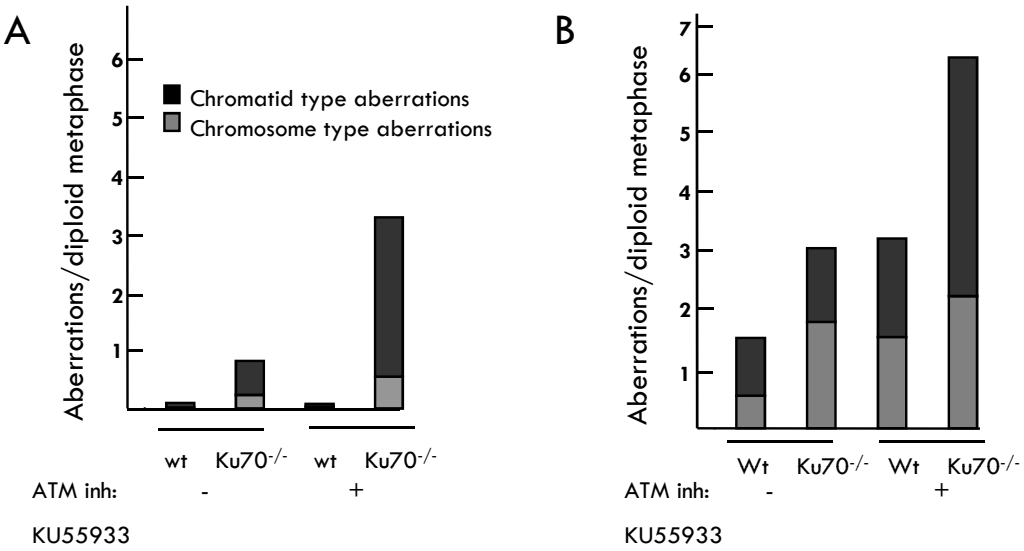 A
Aberrations/diploid metaphase
6
5
4
3
2
1
Chromatid type aberrations
Chromosome type aberrations
wt Ku70-/- wt Ku70-/-
ATM inh: - +
KU55933
B
Aberrations/diploid metaphase
7
6
5
4
3
2
1
Wt Ku70-/- Wt Ku70-/-
ATM inh: - +
KU55933